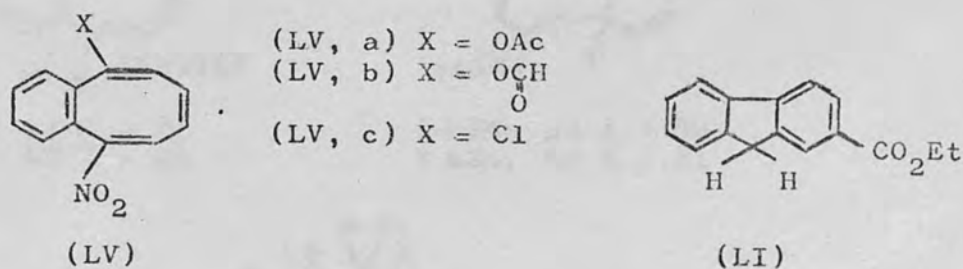 X
(LV, a) X = OAc
(LV, b) X = OCH
O
(LV, c) X = Cl
NO2
(LV)
CO2Et
H H
(LI)